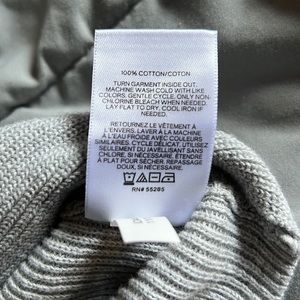 100% COTTON/COTON
TURN GARMENT INSIDE OUT.
MACHINE WASH COLD WITH LIKE
COLORS. GENTLE CYCLE. ONLY NON
CHLORINE BLEACH WHEN NEEDED.
LAY FLAT TO DRY. COOL IRON IF
NEEDED.
RETOURNEZ LE VÊTEMENT À
L'ENVERS. LAVER À LA MACHINE
À L'EAU FROIDE AVEC COULEURS
SIMILAIRES. CYCLE DÉLICAT. UTILISEZ
SEULEMENT DU JAVELLISANT NON
CHLORE, SI NÉCESSAIRE. ÉTENDRE
À PLAT POUR SÉCHER. REPASSAGE
DOUX, SI NÉCESSAIRE.
RN# 55285